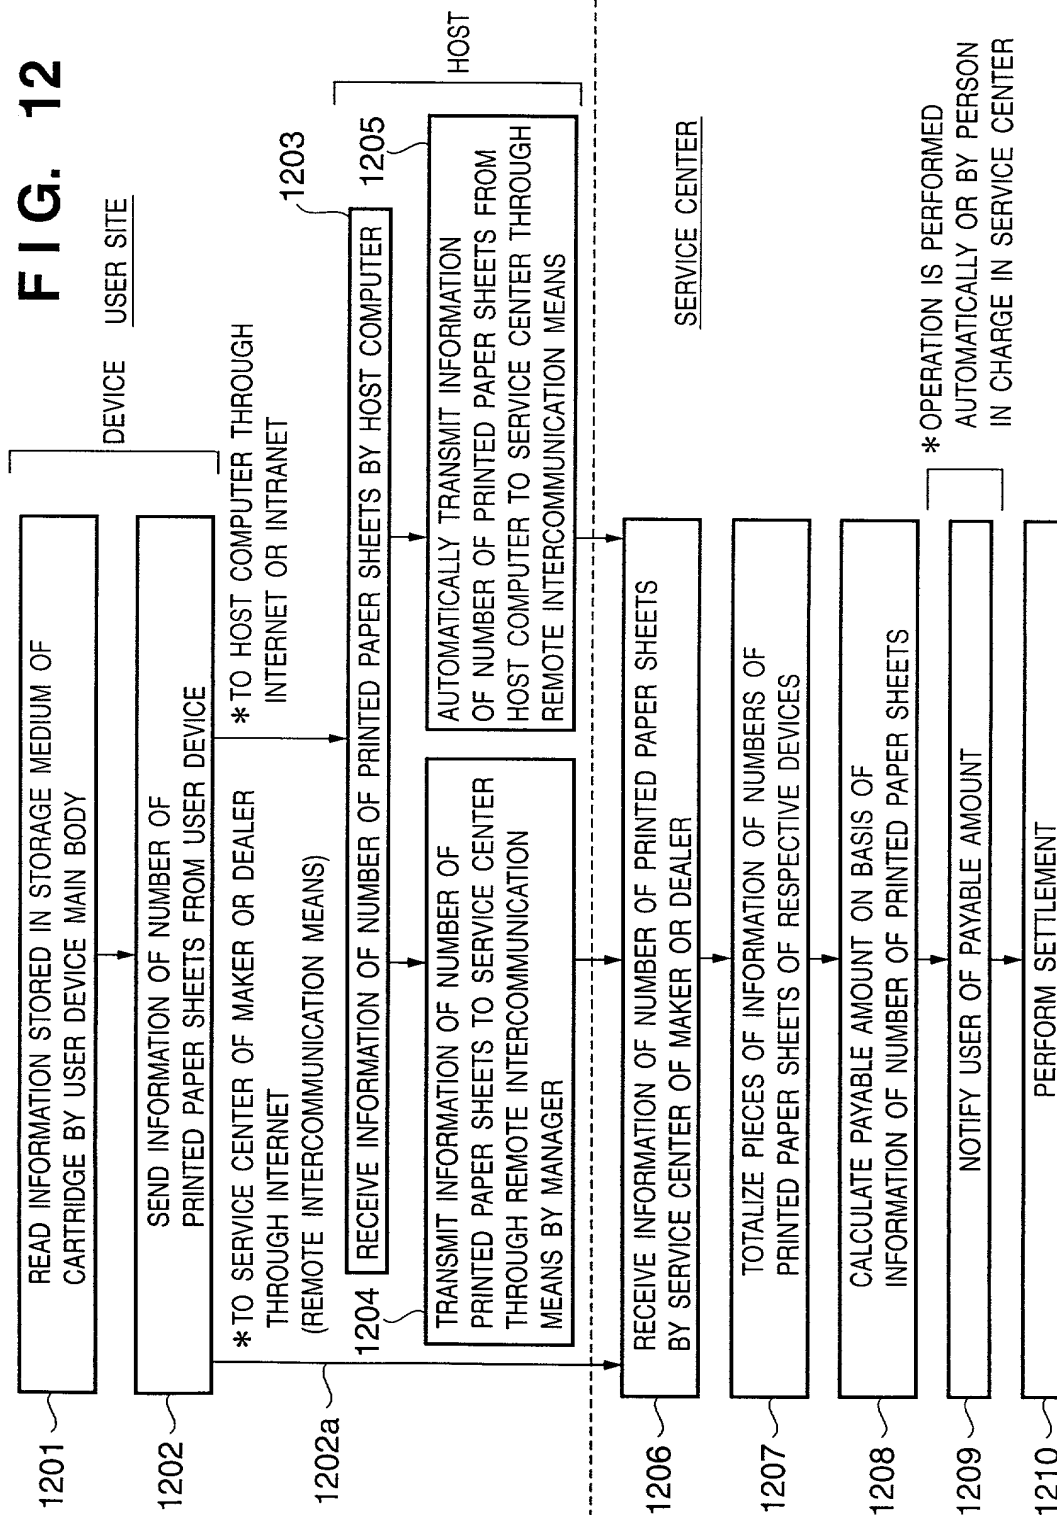 FIG. 12
DEVICE
USER SITE
1201
READ INFORMATION STORED IN STORAGE MEDIUM OF
CARTRIDGE BY USER DEVICE MAIN BODY
1202
SEND INFORMATION OF NUMBER OF
PRINTED PAPER SHEETS FROM USER DEVICE
1202a
*TO SERVICE CENTER OF MAKER OR DEALER
THROUGH INTERNET
(REMOTE INTERCOMMUNICATION MEANS)
*TO HOST COMPUTER THROUGH
INTERNET OR INTRANET
1203
RECEIVE INFORMATION OF NUMBER OF PRINTED PAPER SHEETS BY HOST COMPUTER
HOST
1204
TRANSMIT INFORMATION OF NUMBER OF
PRINTED PAPER SHEETS TO SERVICE CENTER
THROUGH REMOTE INTERCOMMUNICATION
MEANS BY MANAGER
1205
AUTOMATICALLY TRANSMIT INFORMATION
OF NUMBER OF PRINTED PAPER SHEETS FROM
HOST COMPUTER TO SERVICE CENTER THROUGH
REMOTE INTERCOMMUNICATION MEANS
SERVICE CENTER
1206
RECEIVE INFORMATION OF NUMBER OF PRINTED PAPER SHEETS
BY SERVICE CENTER OF MAKER OR DEALER
1207
TOTALIZE PIECES OF INFORMATION OF NUMBERS OF
PRINTED PAPER SHEETS OF RESPECTIVE DEVICES
1208
CALCULATE PAYABLE AMOUNT ON BASIS OF
INFORMATION OF NUMBER OF PRINTED PAPER SHEETS
1209
NOTIFY USER OF PAYABLE AMOUNT
*OPERATION IS PERFORMED
AUTOMATICALLY OR BY PERSON
IN CHARGE IN SERVICE CENTER
1210
PERFORM SETTLEMENT